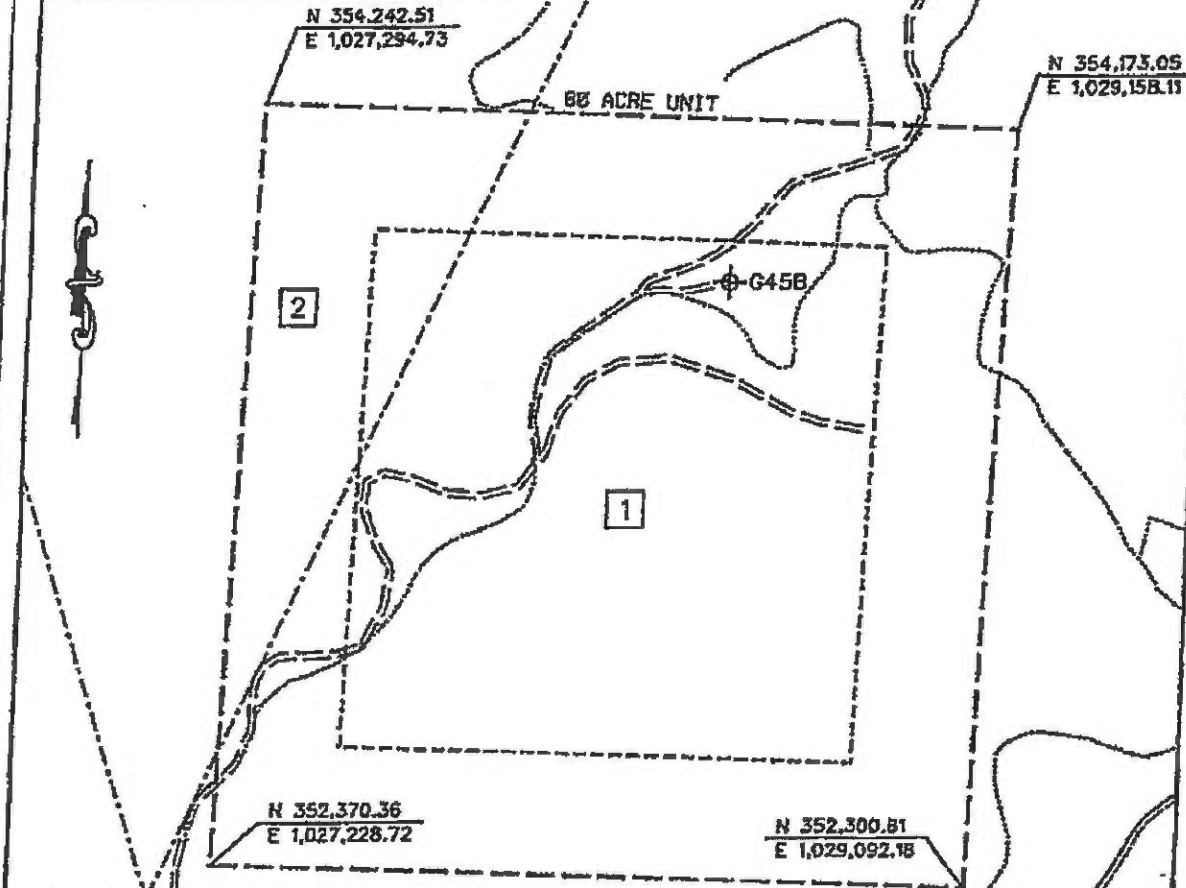 N 354,242.51
E 1,027,294.73
N 354,173.05
E 1,029,158.11
80 ACRE UNIT
2
G45B
1
N 352,370.36
E 1,027,228.72
N 352,300.81
E 1,029,092.18